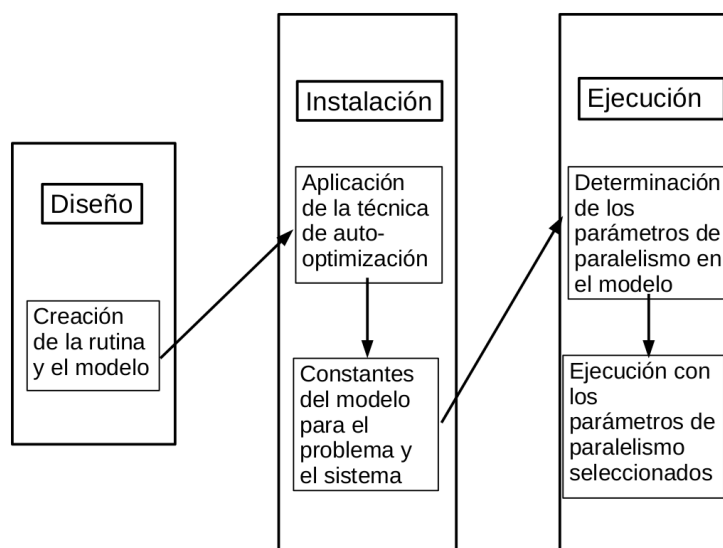 Diseño
Creación
de la rutina
y el modelo
Instalación
Aplicación
de la técnica
de auto-
optimización
Constantes
del modelo
para el
problema y
el sistema
Ejecución
Determinación
de los
parámetros de
paralelismo en
el modelo
Ejecución con
los
parámetros de
paralelismo
seleccionados